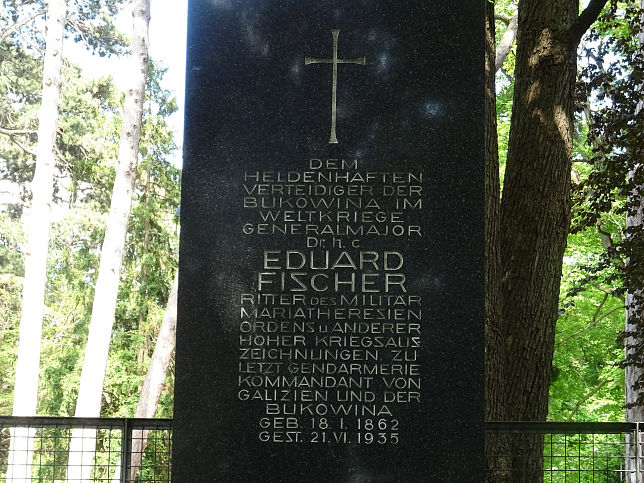 DEM
HELDENHAFTEN
VERTEIDIGER DER
BUKOWINA IM
WELTKRIEGE
GENERALMAJOR
Dr. h. c
EDUARD
FISCHER
RITTER DES MILITÄR
MARIATHERESIEN
ORDENS U. ANDERER
HOHER KRIEGSAUS
ZEICHNUNGEN. ZU
LETZT GENDARMERIE
KOMMANDANT VON
GALIZIEN UND DER
BUKOWINA
GEB. 18. I. 1862
GEST. 21. VI. 1935